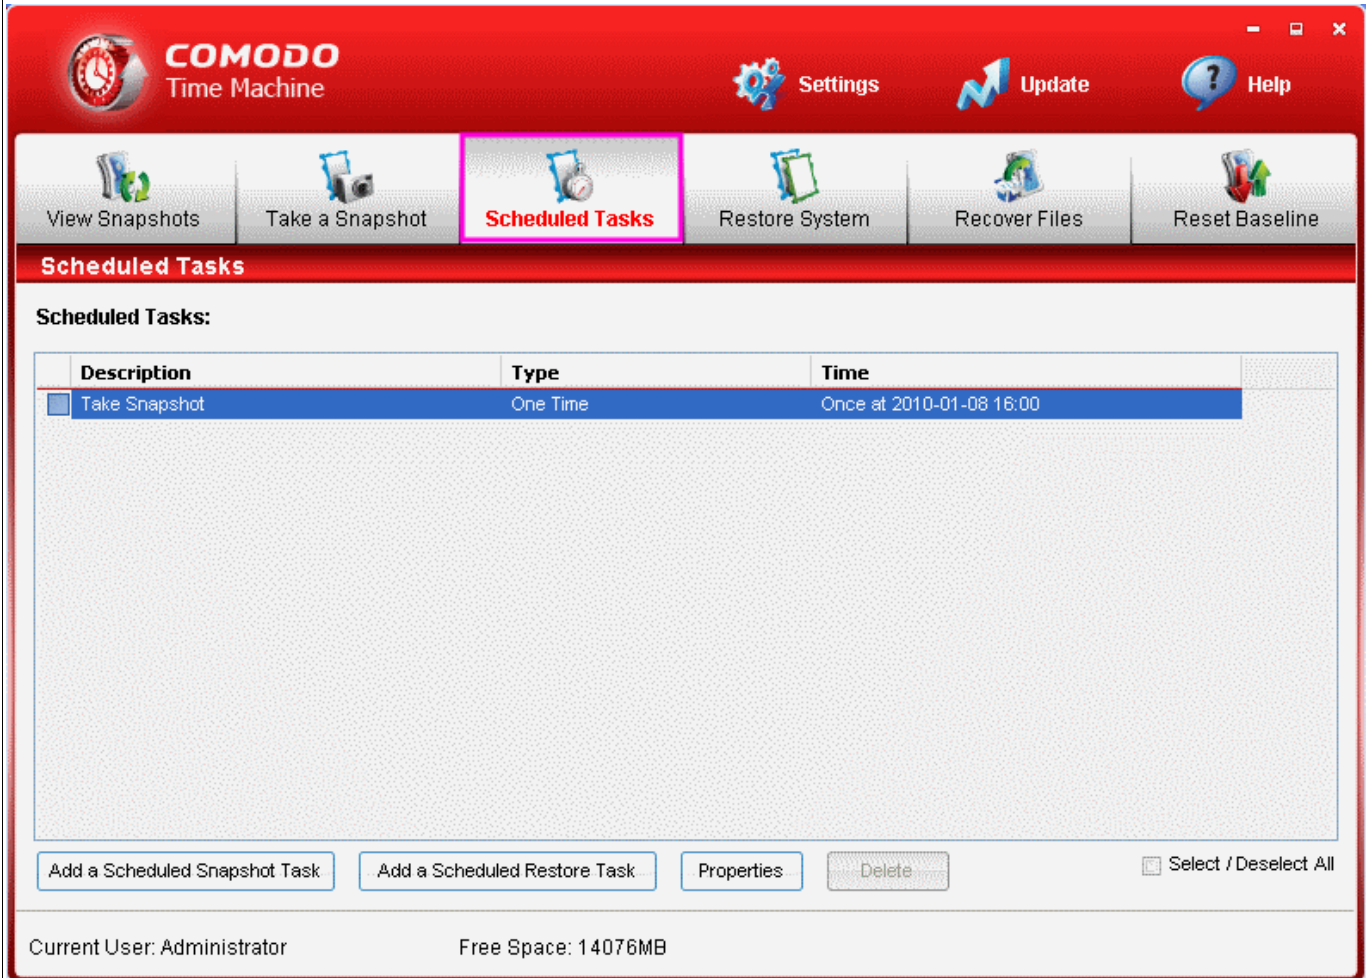 COMODO
Time Machine
Settings
Update
? Help
View Snapshots
Take a Snapshot
Scheduled Tasks
Restore System
Recover Files
Reset Baseline
Scheduled Tasks
Scheduled Tasks:
Description Type Time
Take Snapshot One Time Once at 2010-01-08 16:00
Add a Scheduled Snapshot Task
Add a Scheduled Restore Task
Properties
Delete
Select / Deselect All
Current User: Administrator
Free Space: 14076MB